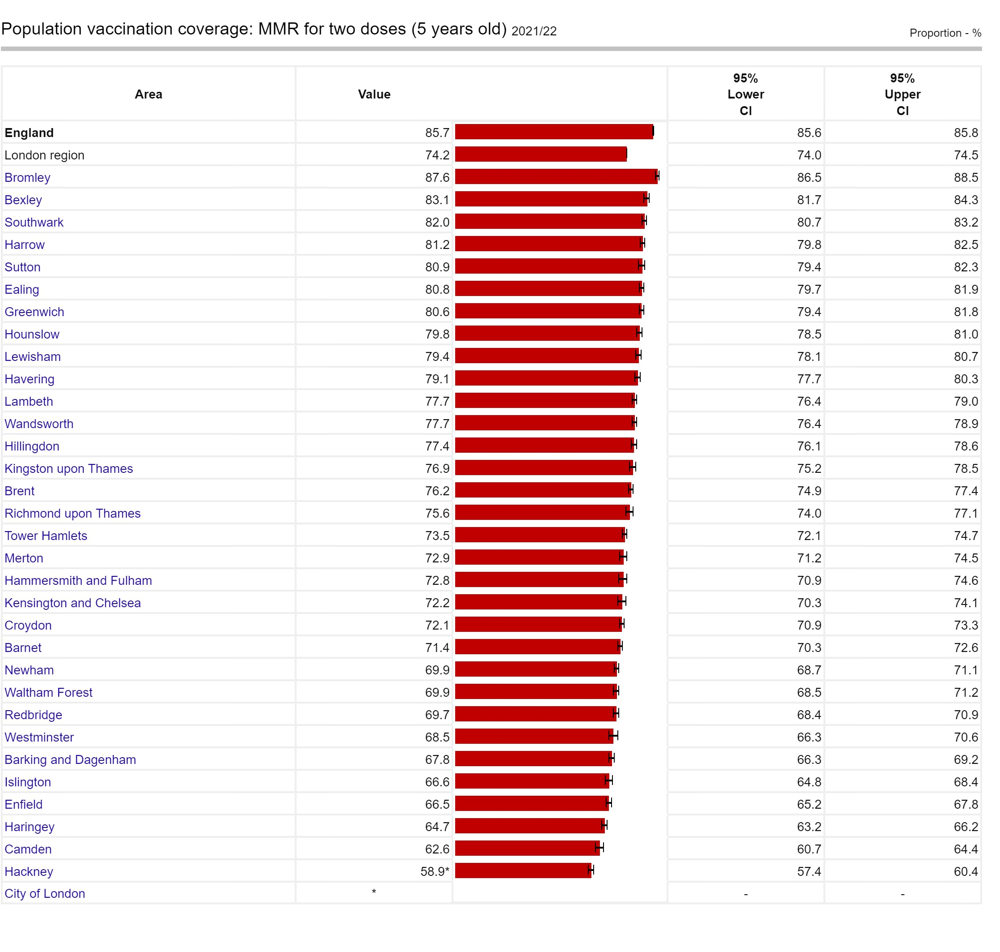 Population vaccination coverage: MMR for two doses (5 years old) 2021/22 Proportion - %
Area Value 95% Lower CI 95% Upper CI
England 85.7 85.6 85.8
London region 74.2 74.0 74.5
Bromley 87.6 86.5 88.5
Bexley 83.1 81.7 84.3
Southwark 82.0 80.7 83.2
Harrow 81.2 79.8 82.5
Sutton 80.9 79.4 82.3
Ealing 80.8 79.7 81.9
Greenwich 80.6 79.4 81.8
Hounslow 79.8 78.5 81.0
Lewisham 79.4 78.1 80.7
Havering 79.1 77.7 80.3
Lambeth 77.7 76.4 79.0
Wandsworth 77.7 76.4 78.9
Hillingdon 77.4 76.1 78.6
Kingston upon Thames 76.9 75.2 78.5
Brent 76.2 74.9 77.4
Richmond upon Thames 75.6 74.0 77.1
Tower Hamlets 73.5 72.1 74.7
Merton 72.9 71.2 74.5
Hammersmith and Fulham 72.8 70.9 74.6
Kensington and Chelsea 72.2 70.3 74.1
Croydon 72.1 70.9 73.3
Barnet 71.4 70.3 72.6
Newham 69.9 68.7 71.1
Waltham Forest 69.9 68.5 71.2
Redbridge 69.7 68.4 70.9
Westminster 68.5 66.3 70.6
Barking and Dagenham 67.8 66.3 69.2
Islington 66.6 64.8 68.4
Enfield 66.5 65.2 67.8
Haringey 64.7 63.2 66.2
Camden 62.6 60.7 64.4
Hackney 58.9* 57.4 60.4
City of London * - -